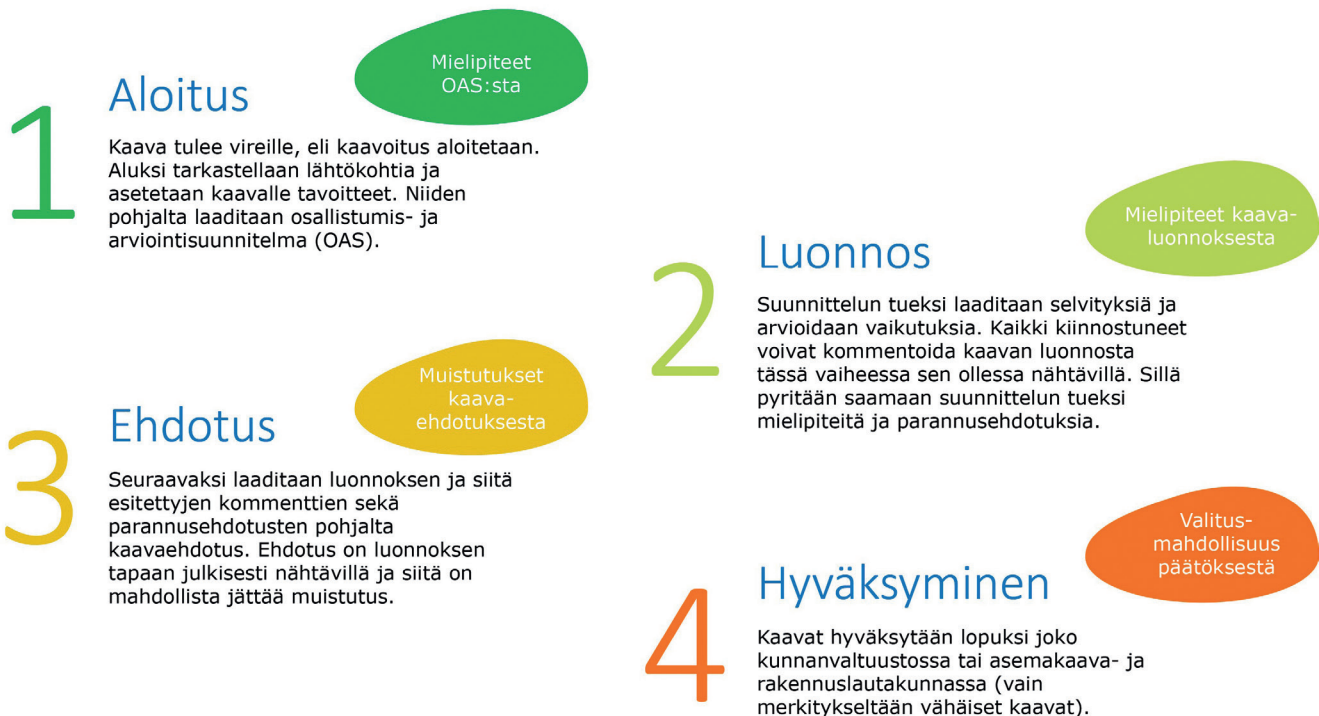 1
Aloitus
Mielipiteet
OAS:sta
Kaava tulee vireille, eli kaavoitus aloitetaan.
Aluksi tarkastellaan lähtökohtia ja
asetetaan kaavalle tavoitteet. Niiden
pohjalta laaditaan osallistumis- ja
arviointisuunnitelma (OAS).
2
Luonnos
Mielipiteet kaava-
luonnoksesta
Suunnittelun tueksi laaditaan selvityksiä ja
arvioidaan vaikutuksia. Kaikki kiinnostuneet
voivat kommentoida kaavan luonnosta
tässä vaiheessa sen ollessa nähtävillä. Sillä
pyritään saamaan suunnittelun tueksi
mielipiteitä ja parannusehdotuksia.
3
Ehdotus
Muistutukset
kaava-
ehdotuksesta
Seuraavaksi laaditaan luonnoksen ja siitä
esitettyjen kommenttien sekä
parannusehdotusten pohjalta
kaavaehdotus. Ehdotus on luonnoksen
tapaan julkisesti nähtävillä ja siitä on
mahdollista jättää muistutus.
4
Hyväksyminen
Valitus-
mahdollisuus
päätöksestä
Kaavat hyväksytään lopuksi joko
kunnanvaltuustossa tai asemakaava- ja
rakennuslautakunnassa (vain
merkitykseltään vähäiset kaavat).